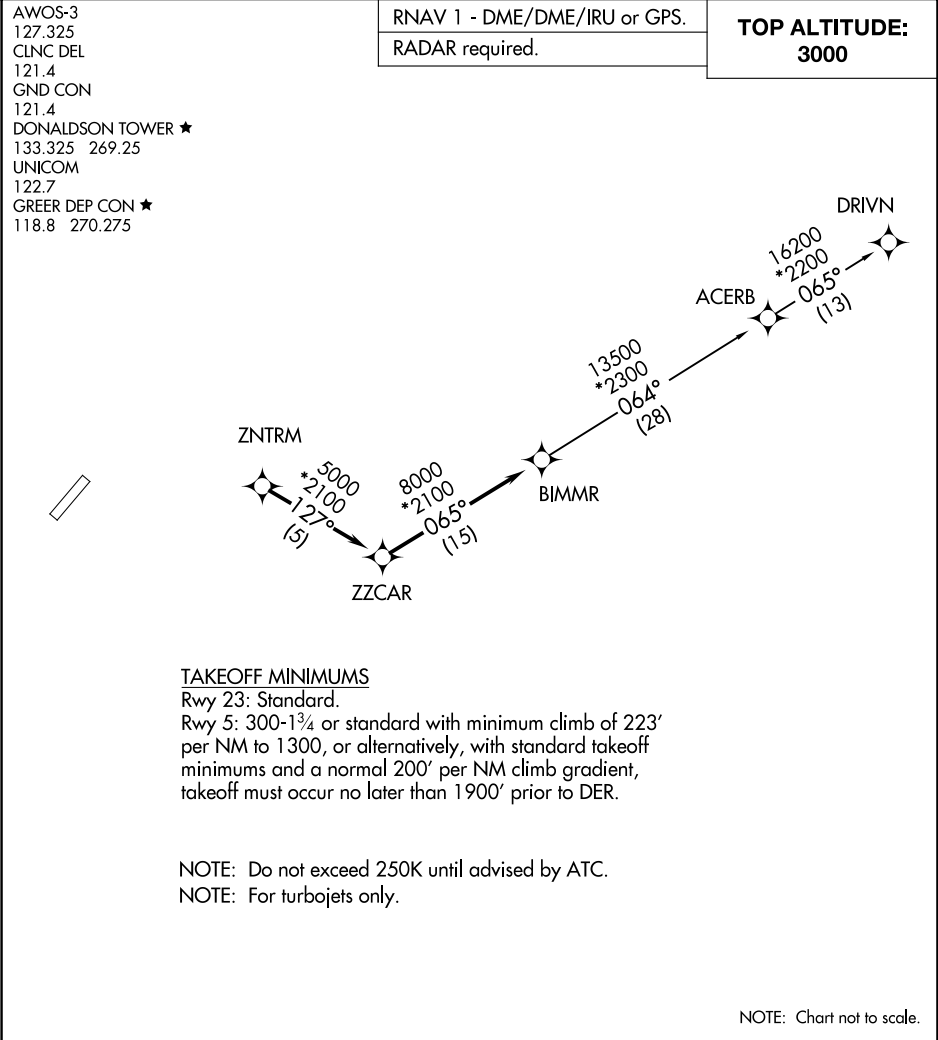 AWOS-3
127.325
CLNC DEL
121.4
GND CON
121.4
DONALDSON TOWER ★
133.325 269.25
UNICOM
122.7
GREER DEP CON ★
118.8 270.275
RNAV 1 - DME/DME/IRU or GPS.
RADAR required.
TOP ALTITUDE:
3000
DRIVN
16200
*2200
065°
(13)
ACERB
13500
*2300
064°
(28)
ZNTRM
5000
*2100
127°
(5)
8000
*2100
065°
(15)
BIMMR
ZZCAR
TAKEOFF MINIMUMS
Rwy 23: Standard.
Rwy 5: 300-1¾ or standard with minimum climb of 223′
per NM to 1300, or alternatively, with standard takeoff
minimums and a normal 200′ per NM climb gradient,
takeoff must occur no later than 1900′ prior to DER.
NOTE: Do not exceed 250K until advised by ATC.
NOTE: For turbojets only.
NOTE: Chart not to scale.